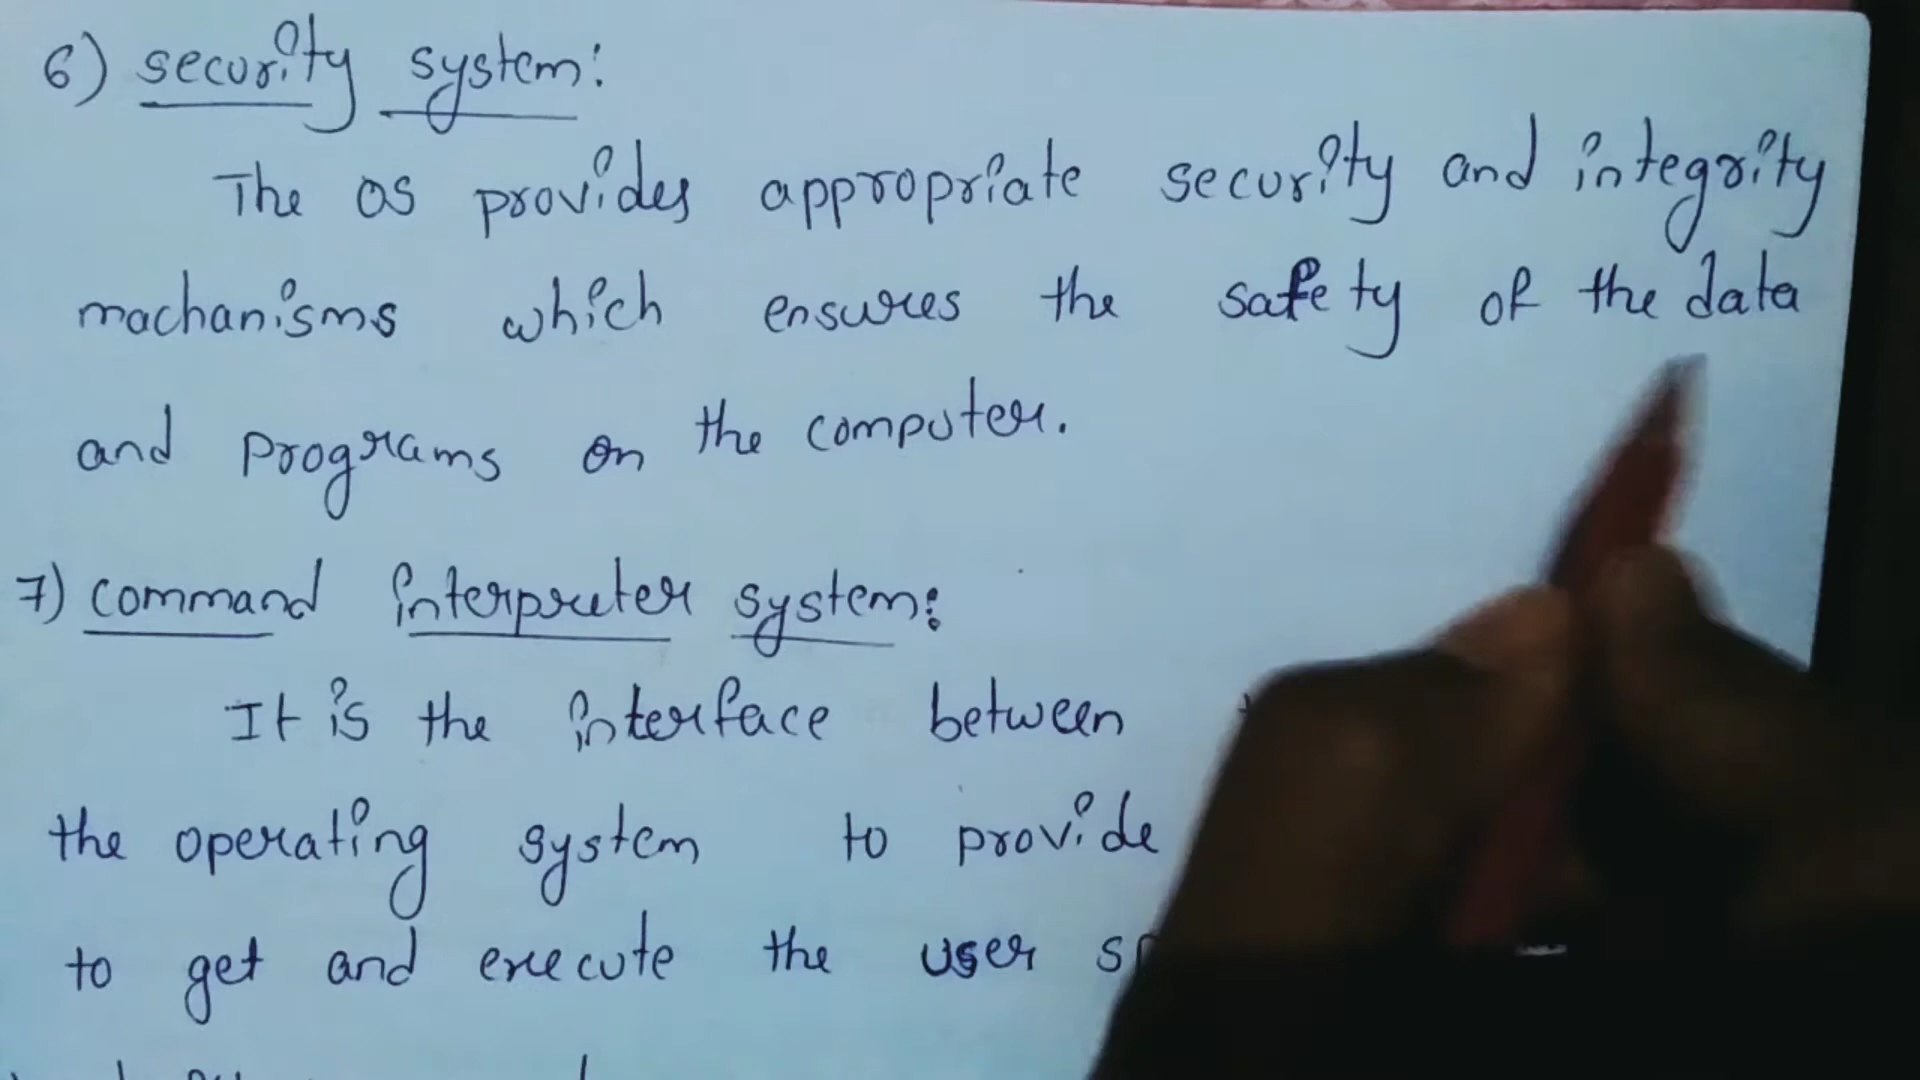 6) security system:
The OS provides appropriate security and integrity
machanisms which ensures the safety of the data
and programs on the computer.
7) command interpreter system:
It is the interface between
the operating system to provide
to get and execute the user